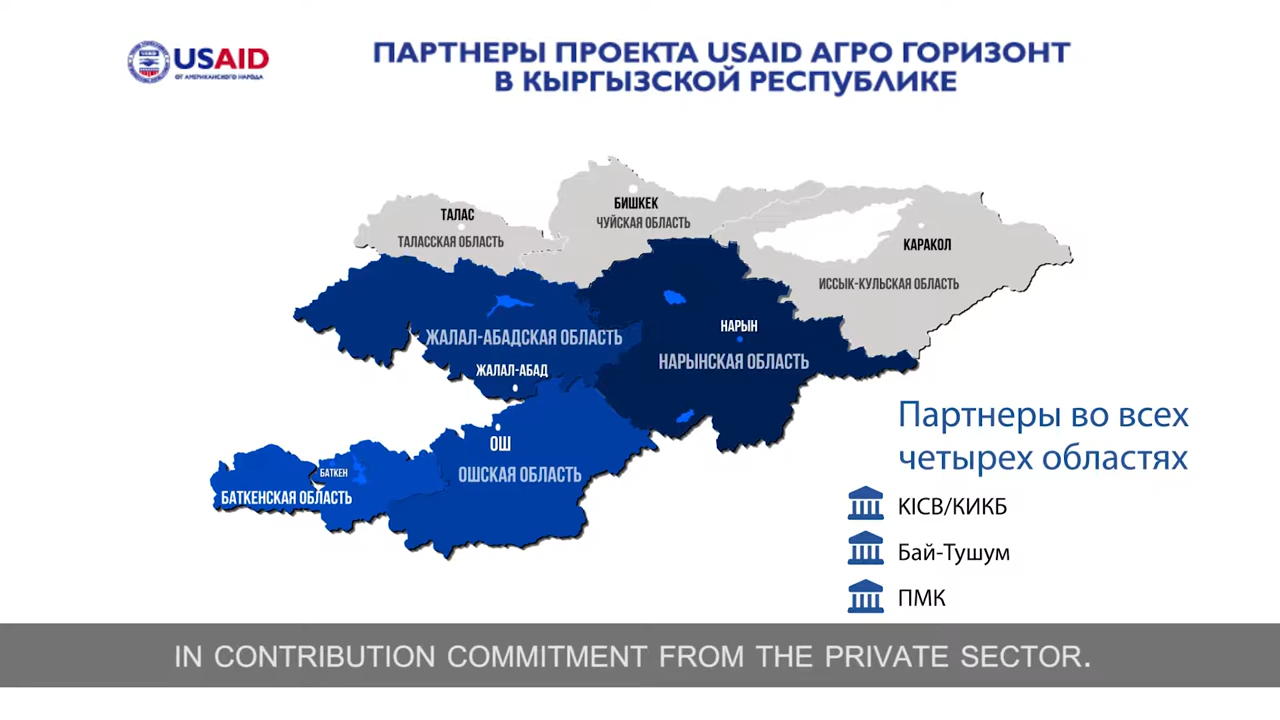 USAID
ОТ АМЕРИКАНСКОГО НАРОДА
ПАРТНЕРЫ ПРОЕКТА USAID АГРО ГОРИЗОНТ
В КЫРГЫЗСКОЙ РЕСПУБЛИКЕ
ТАЛАС
ТАЛАССКАЯ ОБЛАСТЬ
БИШКЕК
ЧУЙСКАЯ ОБЛАСТЬ
КАРАКОЛ
ИССЫК-КУЛЬСКАЯ ОБЛАСТЬ
ЖАЛАЛ-АБАДСКАЯ ОБЛАСТЬ
ЖАЛАЛ-АБАД
НАРЫН
НАРЫНСКАЯ ОБЛАСТЬ
ОШ
ОШСКАЯ ОБЛАСТЬ
БАТКЕН
БАТКЕНСКАЯ ОБЛАСТЬ
Партнеры во всех
четырех областях
KICB/КИКБ
Бай-Тушум
ПМК
IN CONTRIBUTION COMMITMENT FROM THE PRIVATE SECTOR.